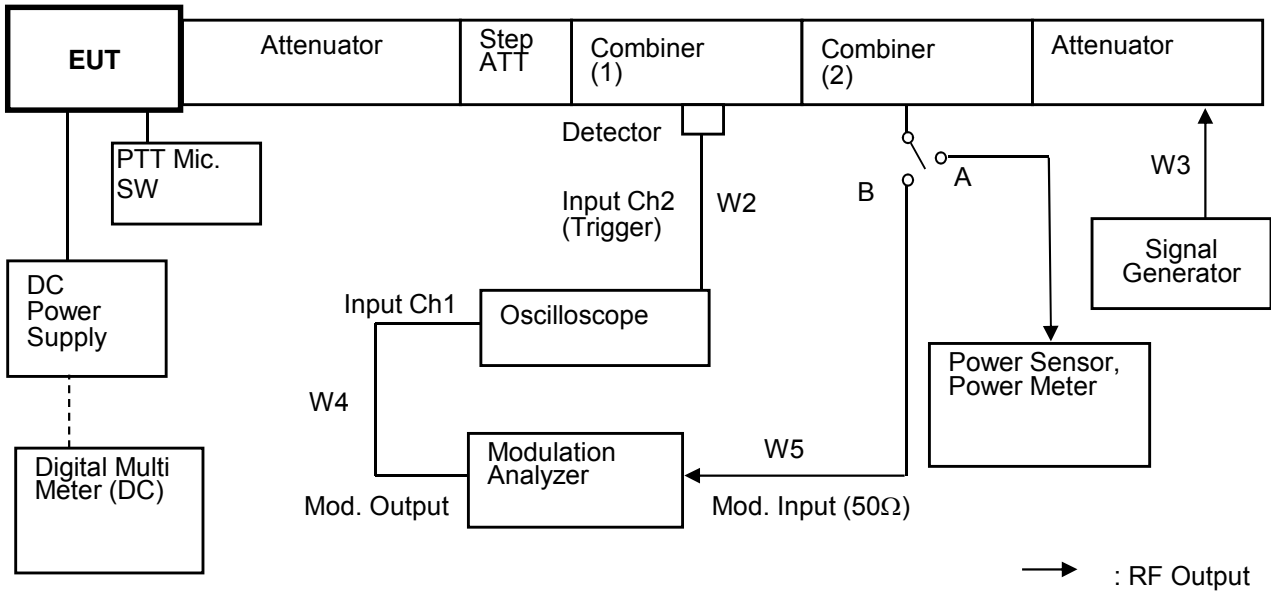 EUT
Attenuator
Step
ATT
Combiner
(1)
Combiner
(2)
Attenuator
Detector
PTT Mic.
SW
Input Ch2
(Trigger)
W2
B
A
W3
Signal
Generator
DC
Power
Supply
Input Ch1
Oscilloscope
Power Sensor,
Power Meter
W4
Digital Multi
Meter (DC)
Modulation
Analyzer
W5
Mod. Output
Mod. Input (50Ω)
: RF Output